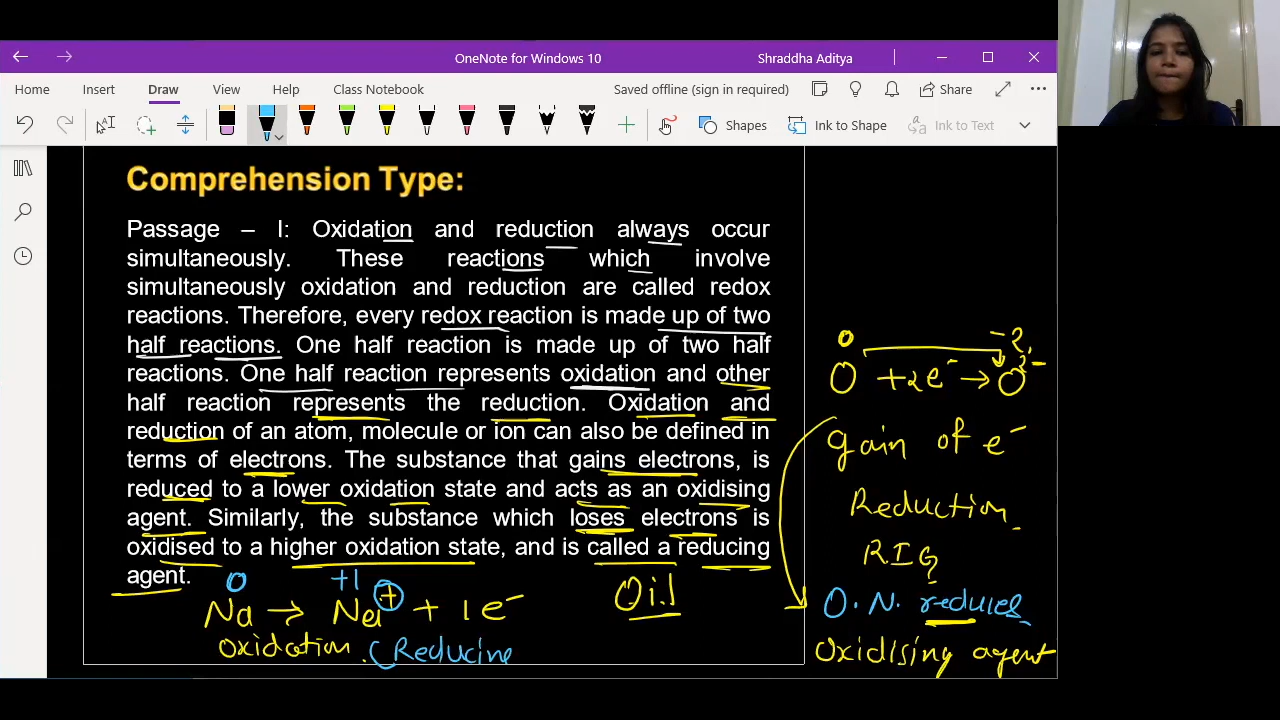 OneNote for Windows 10
Shraddha Aditya
Home Insert Draw View Help Class Notebook
Saved offline (sign in required)
Share
Shapes
Ink to Shape
Ink to Text
Comprehension Type:
Passage – I: Oxidation and reduction always occur
simultaneously. These reactions which involve
simultaneously oxidation and reduction are called redox
reactions. Therefore, every redox reaction is made up of two
half reactions. One half reaction is made up of two half
reactions. One half reaction represents oxidation and other
half reaction represents the reduction. Oxidation and
reduction of an atom, molecule or ion can also be defined in
terms of electrons. The substance that gains electrons, is
reduced to a lower oxidation state and acts as an oxidising
agent. Similarly, the substance which loses electrons is
oxidised to a higher oxidation state, and is called a reducing
agent.
0 +1
Na → Na⁺ + 1e⁻
Oil
oxidation. (Reducing
0 -2
O + 2e⁻ → O²⁻
gain of e⁻
Reduction
RIG
O.N. reduces
Oxidising agent